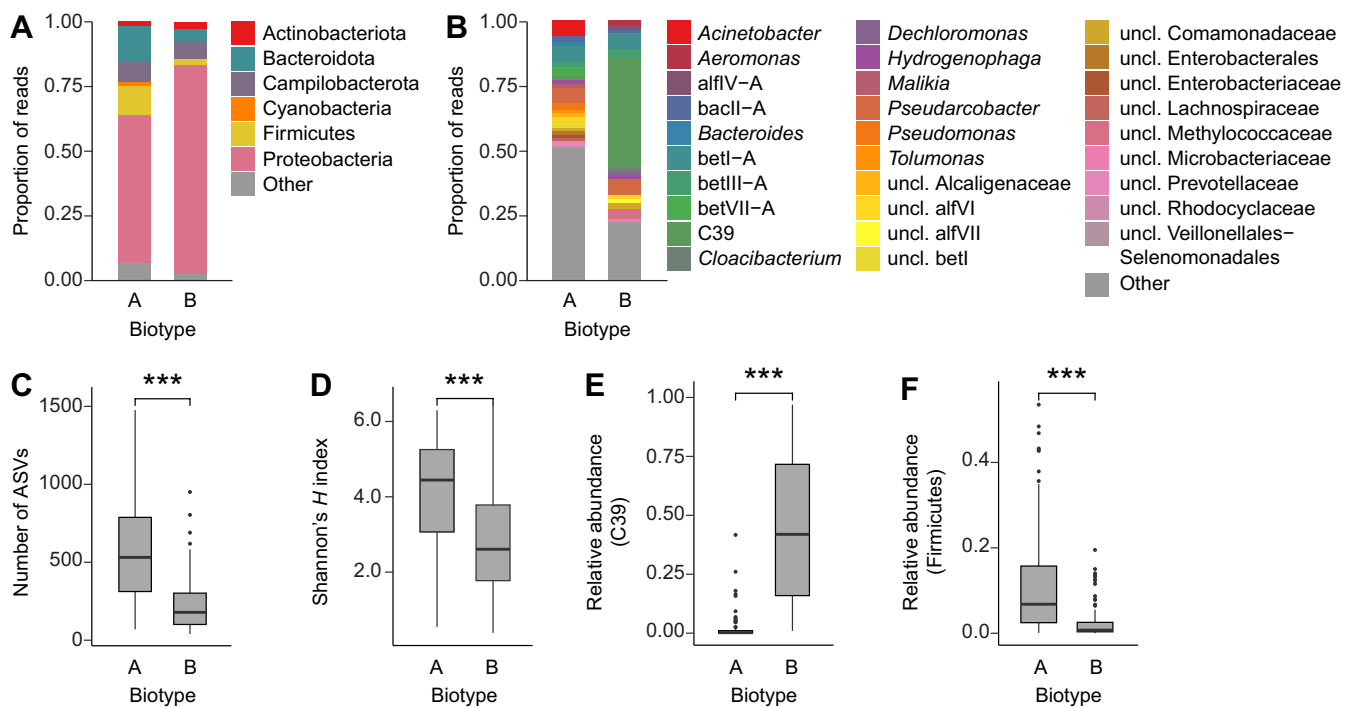 A
Proportion of reads
1.00
0.75
0.50
0.25
0.00
A
B
Biotype
Actinobacteriota
Bacteroidota
Campilobacterota
Cyanobacteria
Firmicutes
Proteobacteria
Other
B
Proportion of reads
1.00
0.75
0.50
0.25
0.00
A
B
Biotype
Acinetobacter
Aeromonas
alfIV−A
bacII−A
Bacteroides
betI−A
betIII−A
betVII−A
C39
Cloacibacterium
Dechloromonas
Hydrogenophaga
Malikia
Pseudarcobacter
Pseudomonas
Tolumonas
uncl. Alcaligenaceae
uncl. alfVI
uncl. alfVII
uncl. betI
uncl. Comamonadaceae
uncl. Enterobacterales
uncl. Enterobacteriaceae
uncl. Lachnospiraceae
uncl. Methylococcaceae
uncl. Microbacteriaceae
uncl. Prevotellaceae
uncl. Rhodocyclaceae
uncl. Veillonellales−
Selenomonadales
Other
C
Number of ASVs
1500
1000
500
0
***
A
B
Biotype
D
Shannon's H index
6.0
4.0
2.0
***
A
B
Biotype
E
Relative abundance
(C39)
1.00
0.75
0.50
0.25
0.00
***
A
B
Biotype
F
Relative abundance
(Firmicutes)
0.4
0.2
0.0
***
A
B
Biotype